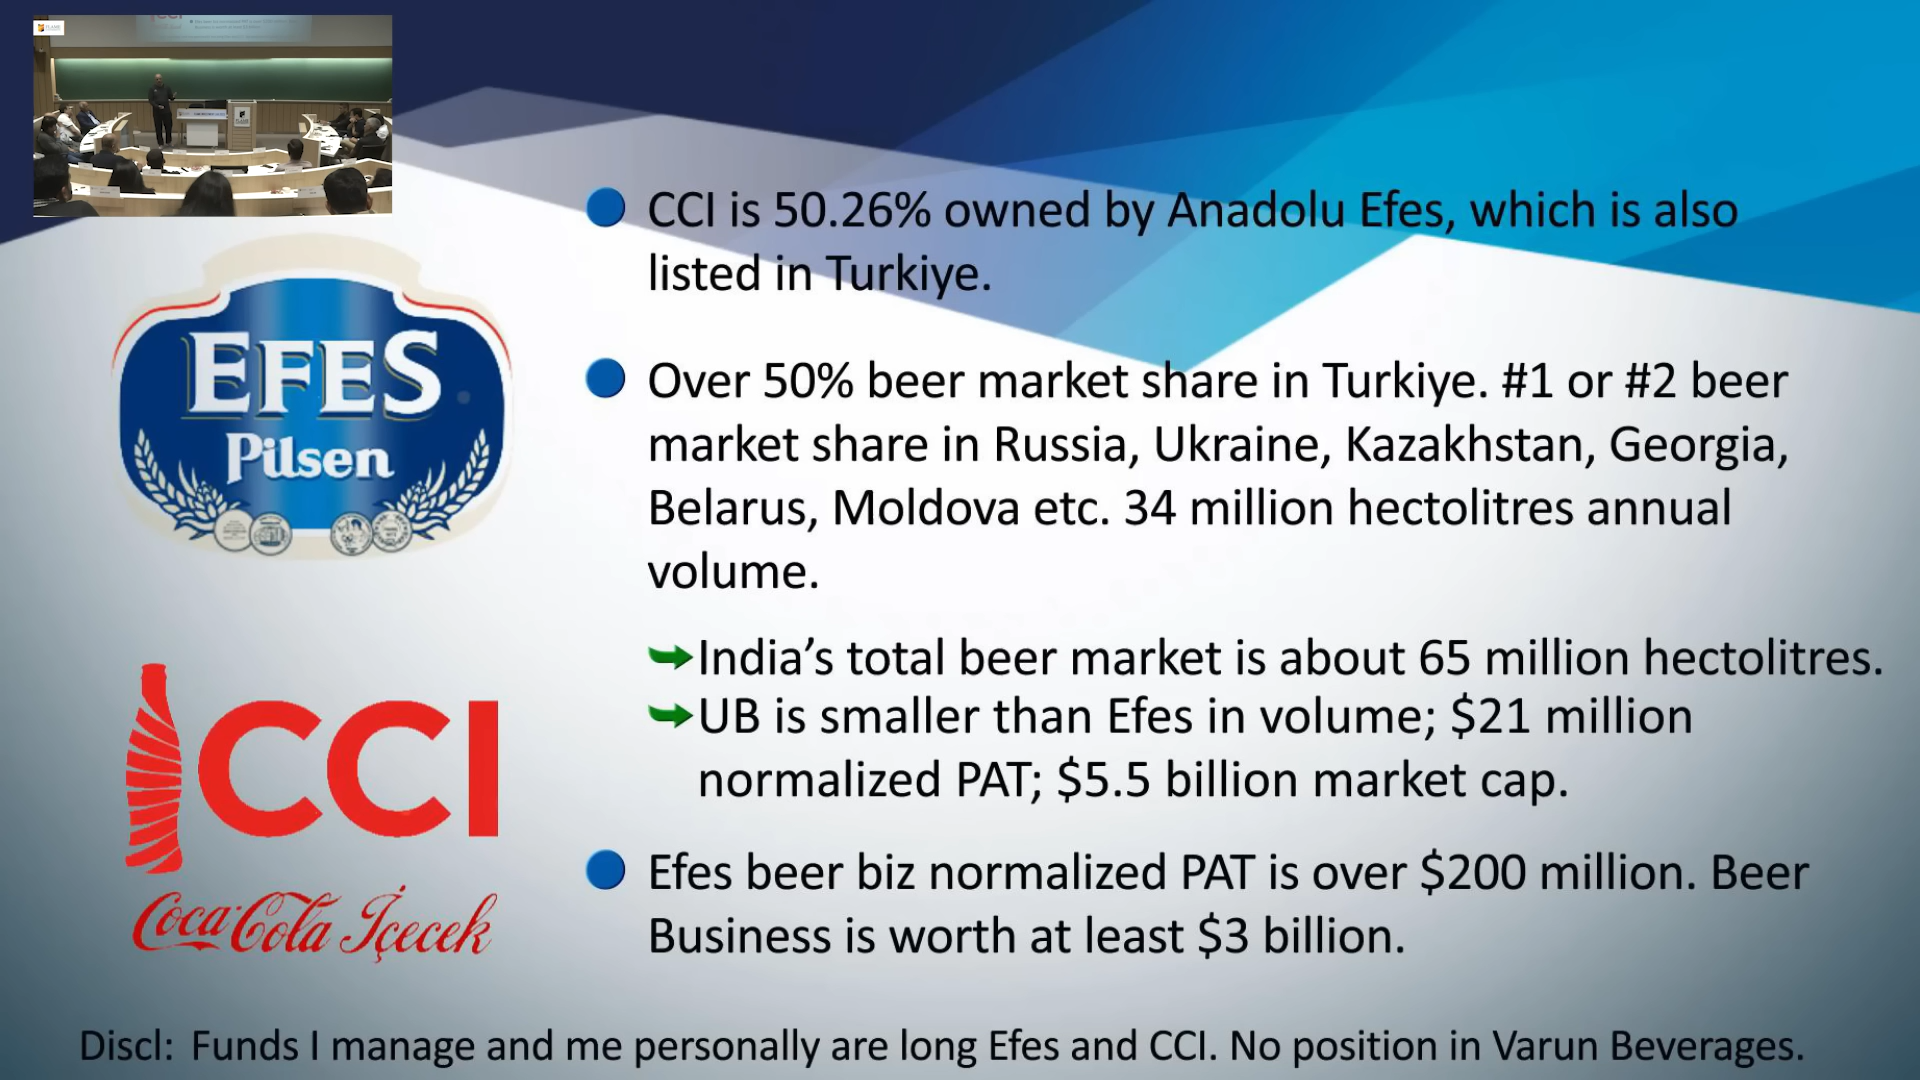 CCI is 50.26% owned by Anadolu Efes, which is also
listed in Turkiye.
EFES
Pilsen
Over 50% beer market share in Turkiye. #1 or #2 beer
market share in Russia, Ukraine, Kazakhstan, Georgia,
Belarus, Moldova etc. 34 million hectolitres annual
volume.
India’s total beer market is about 65 million hectolitres.
UB is smaller than Efes in volume; $21 million
normalized PAT; $5.5 billion market cap.
CCI
Coca-Cola İçecek
Efes beer biz normalized PAT is over $200 million. Beer
Business is worth at least $3 billion.
Discl: Funds I manage and me personally are long Efes and CCI. No position in Varun Beverages.